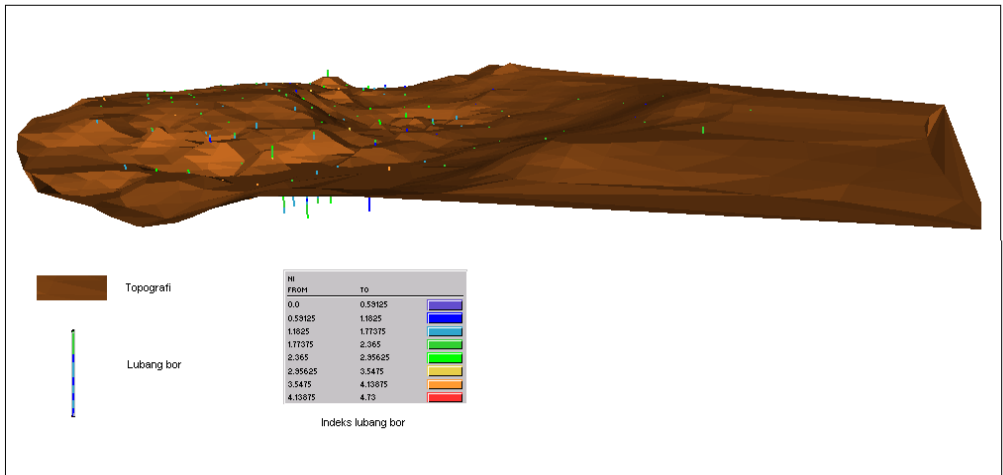 Topografi
Lubang bor
NI
FROM TO
0.0 0.59125
0.59125 1.1825
1.1825 1.77375
1.77375 2.365
2.365 2.95625
2.95625 3.5475
3.5475 4.13875
4.13875 4.73
Indeks lubang bor